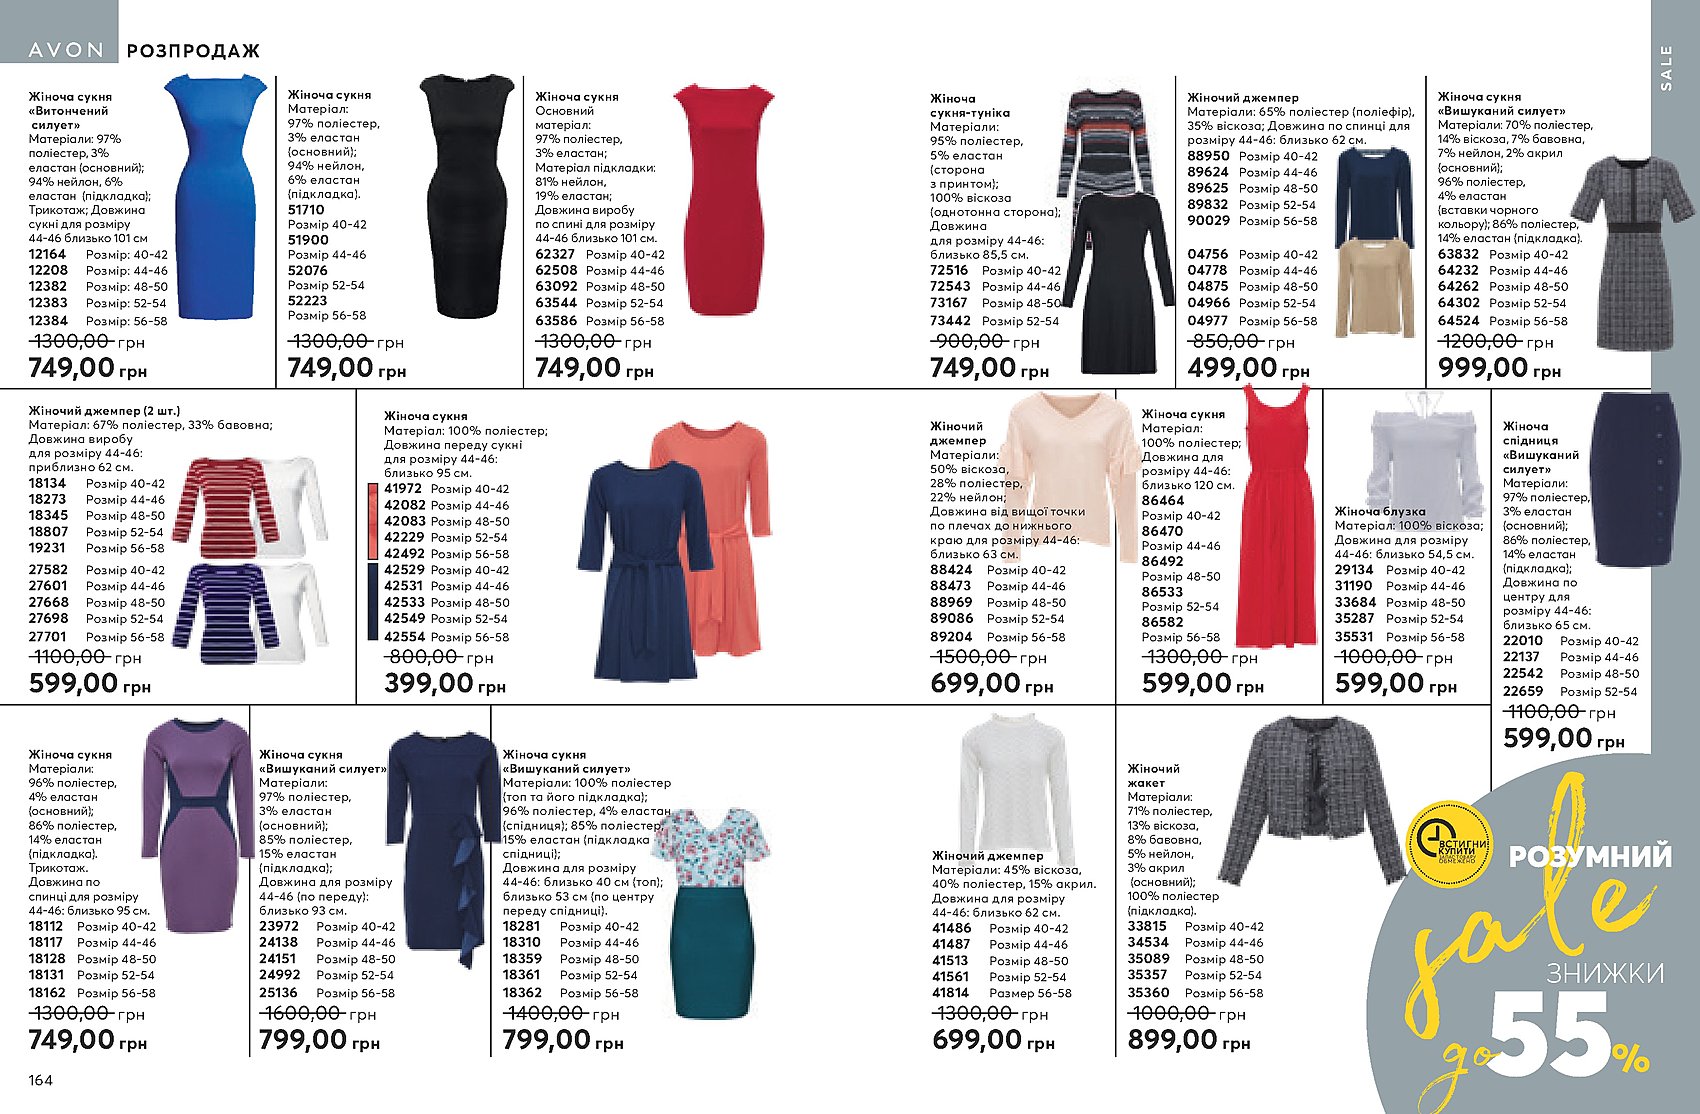 AVON РОЗПРОДАЖ
SALE
Жіноча сукня
«Витончений
силует»
Матеріали: 97%
поліестер, 3%
еластан (основний);
94% нейлон, 6%
еластан (підкладка);
Трикотаж; Довжина
сукні для розміру
44-46 близько 101 см
12164 Розмір: 40-42
12208 Розмір: 44-46
12382 Розмір: 48-50
12383 Розмір: 52-54
12384 Розмір: 56-58
1300,00 грн
749,00 грн
Жіноча сукня
Матеріал:
97% поліестер,
3% еластан
(основний);
94% нейлон,
6% еластан
(підкладка).
51710
Розмір 40-42
51900
Розмір 44-46
52076
Розмір 52-54
52223
Розмір 56-58
1300,00 грн
749,00 грн
Жіноча сукня
Основний
матеріал:
97% поліестер,
3% еластан;
Матеріал підкладки:
81% нейлон,
19% еластан;
Довжина виробу
по спині для розміру
44-46 близько 101 см.
62327 Розмір 40-42
62508 Розмір 44-46
63092 Розмір 48-50
63544 Розмір 52-54
63586 Розмір 56-58
1300,00 грн
749,00 грн
Жіноча
сукня-туніка
Матеріали:
95% поліестер,
5% еластан
(сторона
з принтом);
100% віскоза
(однотонна сторона);
Довжина
для розміру 44-46:
близько 85,5 см.
72516 Розмір 40-42
72543 Розмір 44-46
73167 Розмір 48-50
73442 Розмір 52-54
900,00 грн
749,00 грн
Жіночий джемпер
Матеріали: 65% поліестер (поліефір),
35% віскоза; Довжина по спинці для
розміру 44-46: близько 62 см.
88950 Розмір 40-42
89624 Розмір 44-46
89625 Розмір 48-50
89832 Розмір 52-54
90029 Розмір 56-58
04756 Розмір 40-42
04778 Розмір 44-46
04875 Розмір 48-50
04966 Розмір 52-54
04977 Розмір 56-58
850,00 грн
499,00 грн
Жіноча сукня
«Вишуканий силует»
Матеріали: 70% поліестер,
14% віскоза, 7% бавовна,
7% нейлон, 2% акрил
(основний);
96% поліестер,
4% еластан
(вставки чорного
кольору); 86% поліестер,
14% еластан (підкладка).
63832 Розмір 40-42
64232 Розмір 44-46
64262 Розмір 48-50
64302 Розмір 52-54
64524 Розмір 56-58
1200,00 грн
999,00 грн
Жіночий джемпер (2 шт.)
Матеріал: 67% поліестер, 33% бавовна;
Довжина виробу
для розміру 44-46:
приблизно 62 см.
18134 Розмір 40-42
18273 Розмір 44-46
18345 Розмір 48-50
18807 Розмір 52-54
19231 Розмір 56-58
27582 Розмір 40-42
27601 Розмір 44-46
27668 Розмір 48-50
27698 Розмір 52-54
27701 Розмір 56-58
1100,00 грн
599,00 грн
Жіноча сукня
Матеріал: 100% поліестер;
Довжина переду сукні
для розміру 44-46:
близько 95 см.
41972 Розмір 40-42
42082 Розмір 44-46
42083 Розмір 48-50
42229 Розмір 52-54
42492 Розмір 56-58
42529 Розмір 40-42
42531 Розмір 44-46
42533 Розмір 48-50
42549 Розмір 52-54
42554 Розмір 56-58
800,00 грн
399,00 грн
Жіночий
джемпер
Матеріали:
50% віскоза,
28% поліестер,
22% нейлон;
Довжина від вищої точки
по плечах до нижнього
краю для розміру 44-46:
близько 63 см.
88424 Розмір 40-42
88473 Розмір 44-46
88969 Розмір 48-50
89086 Розмір 52-54
89204 Розмір 56-58
1500,00 грн
699,00 грн
Жіноча сукня
Матеріал:
100% поліестер;
Довжина для
розміру 44-46:
близько 120 см.
86464
Розмір 40-42
86470
Розмір 44-46
86492
Розмір 48-50
86533
Розмір 52-54
86582
Розмір 56-58
1300,00 грн
599,00 грн
Жіноча блузка
Матеріал: 100% віскоза;
Довжина для розміру
44-46: близько 54,5 см.
29134 Розмір 40-42
31190 Розмір 44-46
33684 Розмір 48-50
35287 Розмір 52-54
35531 Розмір 56-58
1000,00 грн
599,00 грн
Жіноча
спідниця
«Вишуканий
силует»
Матеріали:
97% поліестер,
3% еластан
(основний);
86% поліестер,
14% еластан
(підкладка);
Довжина по
центру для
розміру 44-46:
близько 65 см.
22010 Розмір 40-42
22137 Розмір 44-46
22542 Розмір 48-50
22659 Розмір 52-54
1100,00 грн
599,00 грн
Жіноча сукня
Матеріали:
96% поліестер,
4% еластан
(основний);
86% поліестер,
14% еластан
(підкладка).
Трикотаж.
Довжина по
спинці для розміру
44-46: близько 95 см.
18112 Розмір 40-42
18117 Розмір 44-46
18128 Розмір 48-50
18131 Розмір 52-54
18162 Розмір 56-58
1300,00 грн
749,00 грн
Жіноча сукня
«Вишуканий силует»
Матеріали:
97% поліестер,
3% еластан
(основний);
85% поліестер,
15% еластан
(підкладка);
Довжина для розміру
44-46 (по переду):
близько 93 см.
23972 Розмір 40-42
24138 Розмір 44-46
24151 Розмір 48-50
24992 Розмір 52-54
25136 Розмір 56-58
1600,00 грн
799,00 грн
Жіноча сукня
«Вишуканий силует»
Матеріали: 100% поліестер
(топ та його підкладка);
96% поліестер, 4% еластан
(спідниця); 85% поліестер,
15% еластан (підкладка
спідниці);
Довжина для розміру
44-46: близько 40 см (топ);
близько 53 см (по центру
переду спідниці).
18281 Розмір 40-42
18310 Розмір 44-46
18359 Розмір 48-50
18361 Розмір 52-54
18362 Розмір 56-58
1400,00 грн
799,00 грн
Жіночий джемпер
Матеріали: 45% віскоза,
40% поліестер, 15% акрил.
Довжина для розміру
44-46: близько 62 см.
41486 Розмір 40-42
41487 Розмір 44-46
41513 Розмір 48-50
41561 Розмір 52-54
41814 Размер 56-58
1300,00 грн
699,00 грн
Жіночий
жакет
Матеріали:
71% поліестер,
13% віскоза,
8% бавовна,
5% нейлон,
3% акрил
(основний);
100% поліестер
(підкладка).
33815 Розмір 40-42
34534 Розмір 44-46
35089 Розмір 48-50
35357 Розмір 52-54
35360 Розмір 56-58
1000,00 грн
899,00 грн
ВСТИГНИ
КУПИТИ
ЗАПАС ТОВАРУ
ОБМЕЖЕНО
РОЗУМНИЙ
sale
ЗНИЖКИ
до 55%
164